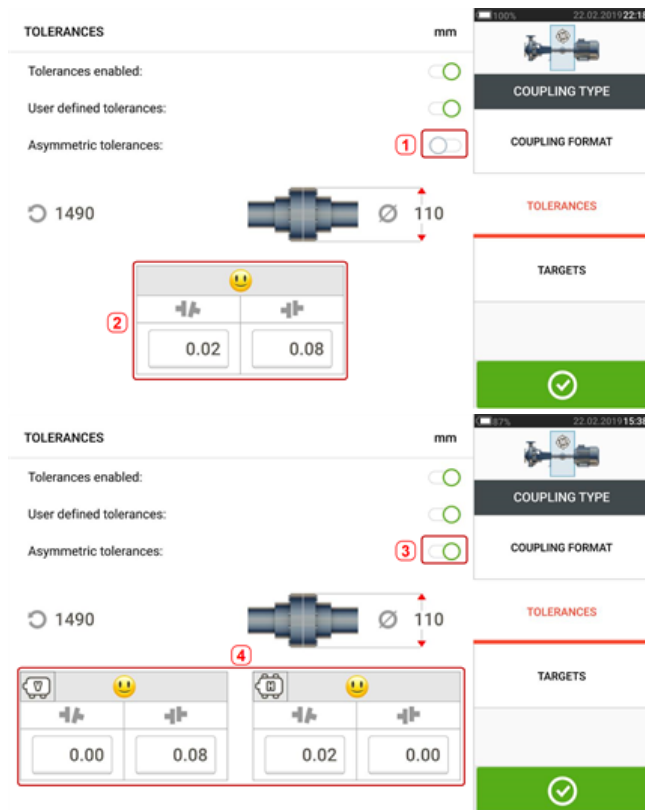 100% 22.02.2019 22:18
TOLERANCES mm
Tolerances enabled:
User defined tolerances:
Asymmetric tolerances: 1
COUPLING TYPE
COUPLING FORMAT
TOLERANCES
TARGETS
1490 110
2
0.02 0.08
87% 22.02.2019 15:38
TOLERANCES mm
Tolerances enabled:
User defined tolerances:
Asymmetric tolerances: 3
COUPLING TYPE
COUPLING FORMAT
TOLERANCES
TARGETS
1490 110
4
V H
0.00 0.08 0.02 0.00